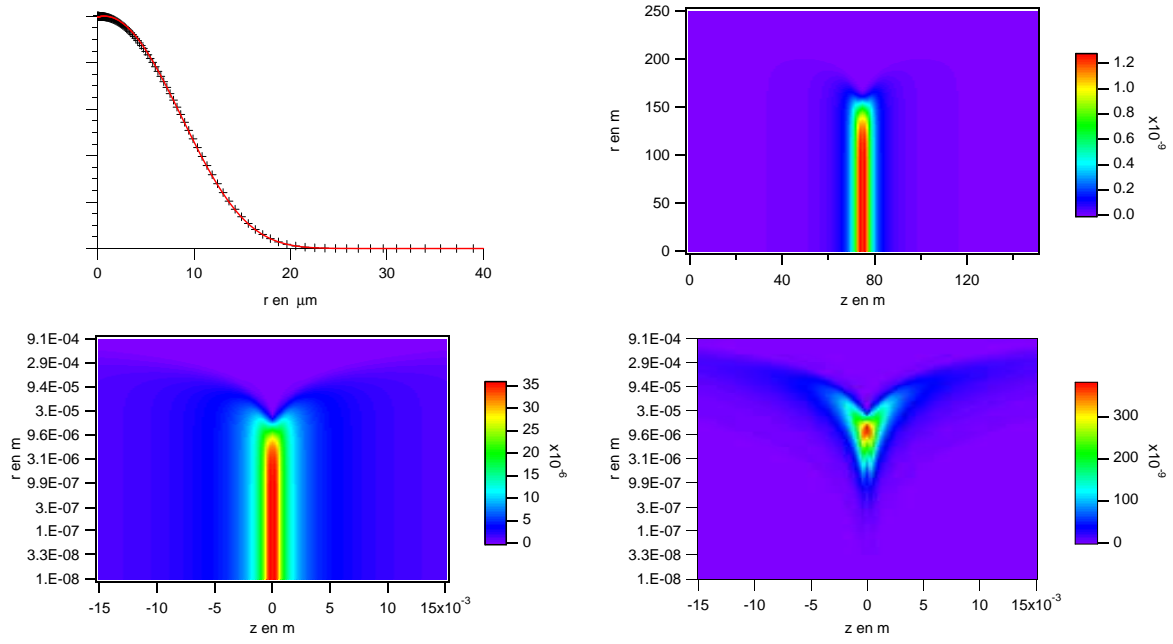 0 10 20 30 40
r en μm
250
200
150
100
50
0
r en m
0 40 80 120
z en m
1.2
1.0
0.8
0.6
0.4
0.2
0.0
x10⁻⁹
9.1E-04
2.9E-04
9.4E-05
3E-05
9.6E-06
3.1E-06
9.9E-07
3E-07
1.E-07
3.3E-08
1.E-08
r en m
-15 -10 -5 0 5 10 15x10⁻³
z en m
35
30
25
20
15
10
5
0
x10⁻⁶
9.1E-04
2.9E-04
9.4E-05
3E-05
9.6E-06
3.1E-06
9.9E-07
3E-07
1.E-07
3.3E-08
1.E-08
r en m
-15 -10 -5 0 5 10 15x10⁻³
z en m
300
200
100
0
x10⁻⁹